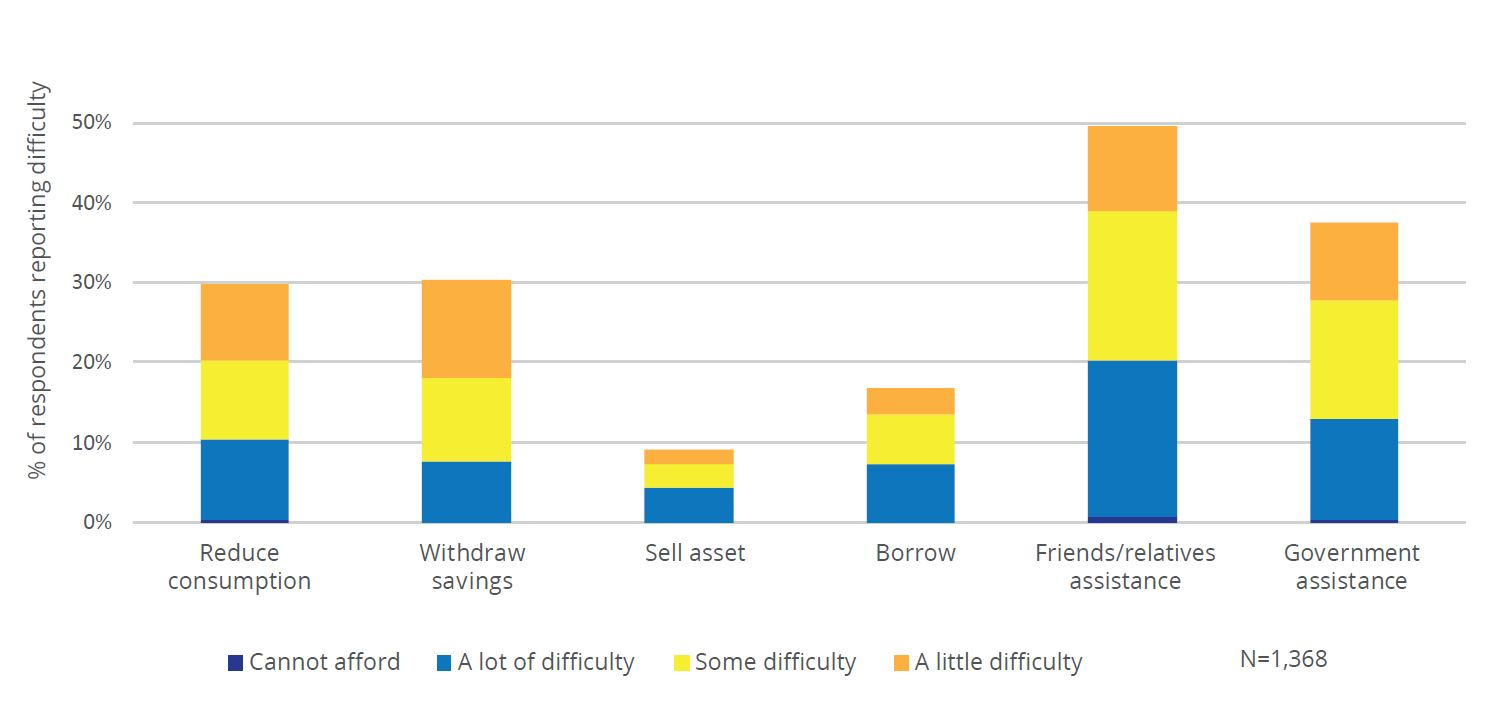 % of respondents reporting difficulty
50%
40%
30%
20%
10%
0%
Reduce
consumption
Withdraw
savings
Sell asset
Borrow
Friends/relatives
assistance
Government
assistance
Cannot afford
A lot of difficulty
Some difficulty
A little difficulty
N=1,368